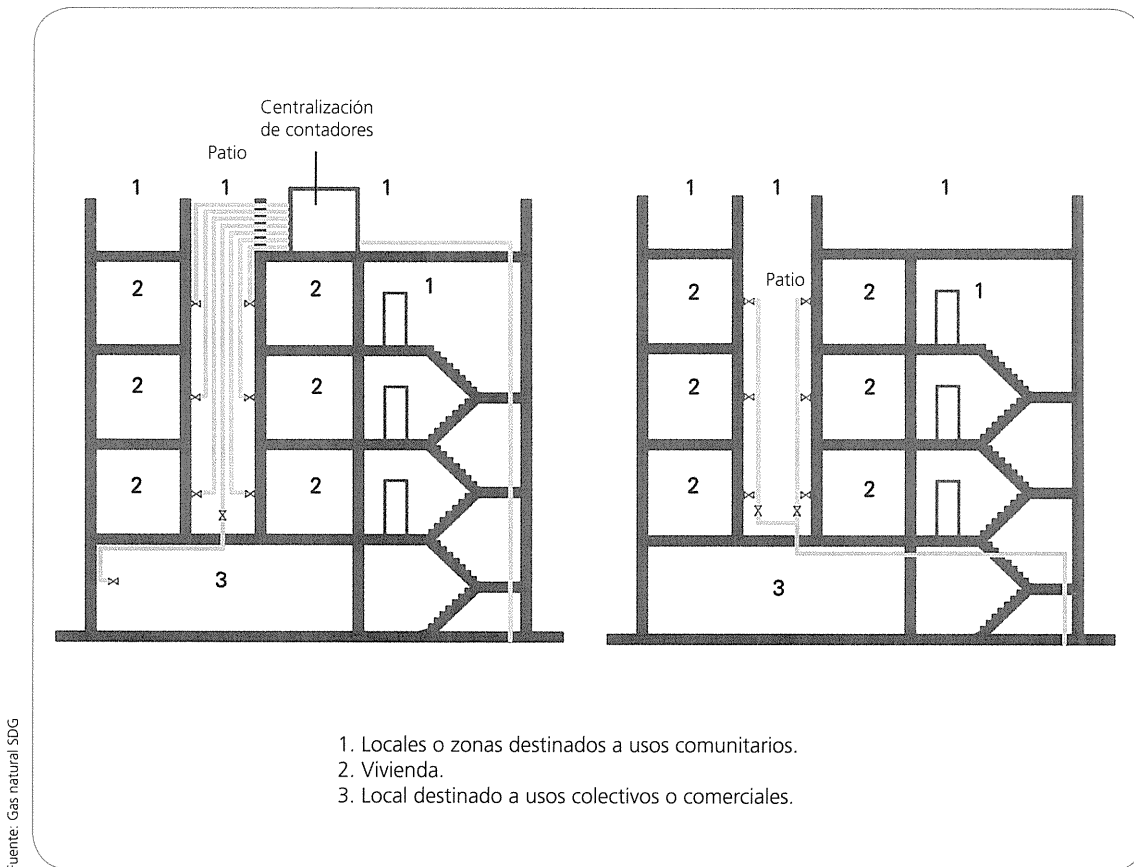 Centralización
de contadores
Patio
1 1 1
2 2 1
2 2
2 2
3
1 1 1
Patio
2 2 1
2 2
2 2
3
1. Locales o zonas destinados a usos comunitarios.
2. Vivienda.
3. Local destinado a usos colectivos o comerciales.
Fuente: Gas natural SDG